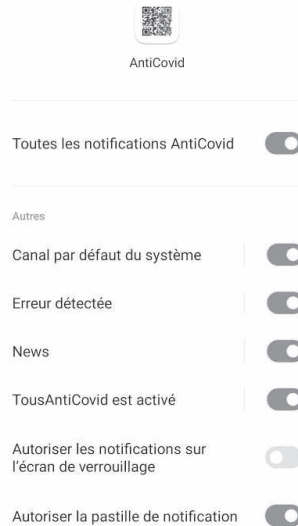 AntiCovid
Toutes les notifications AntiCovid
Autres
Canal par défaut du système
Erreur détectée
News
TousAntiCovid est activé
Autoriser les notifications sur
l'écran de verrouillage
Autoriser la pastille de notification